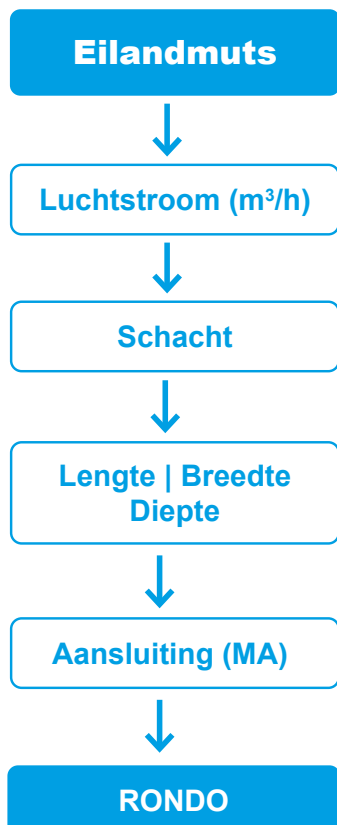 Eilandmuts
Luchtstroom (m³/h)
Schacht
Lengte | Breedte
Diepte
Aansluiting (MA)
RONDO